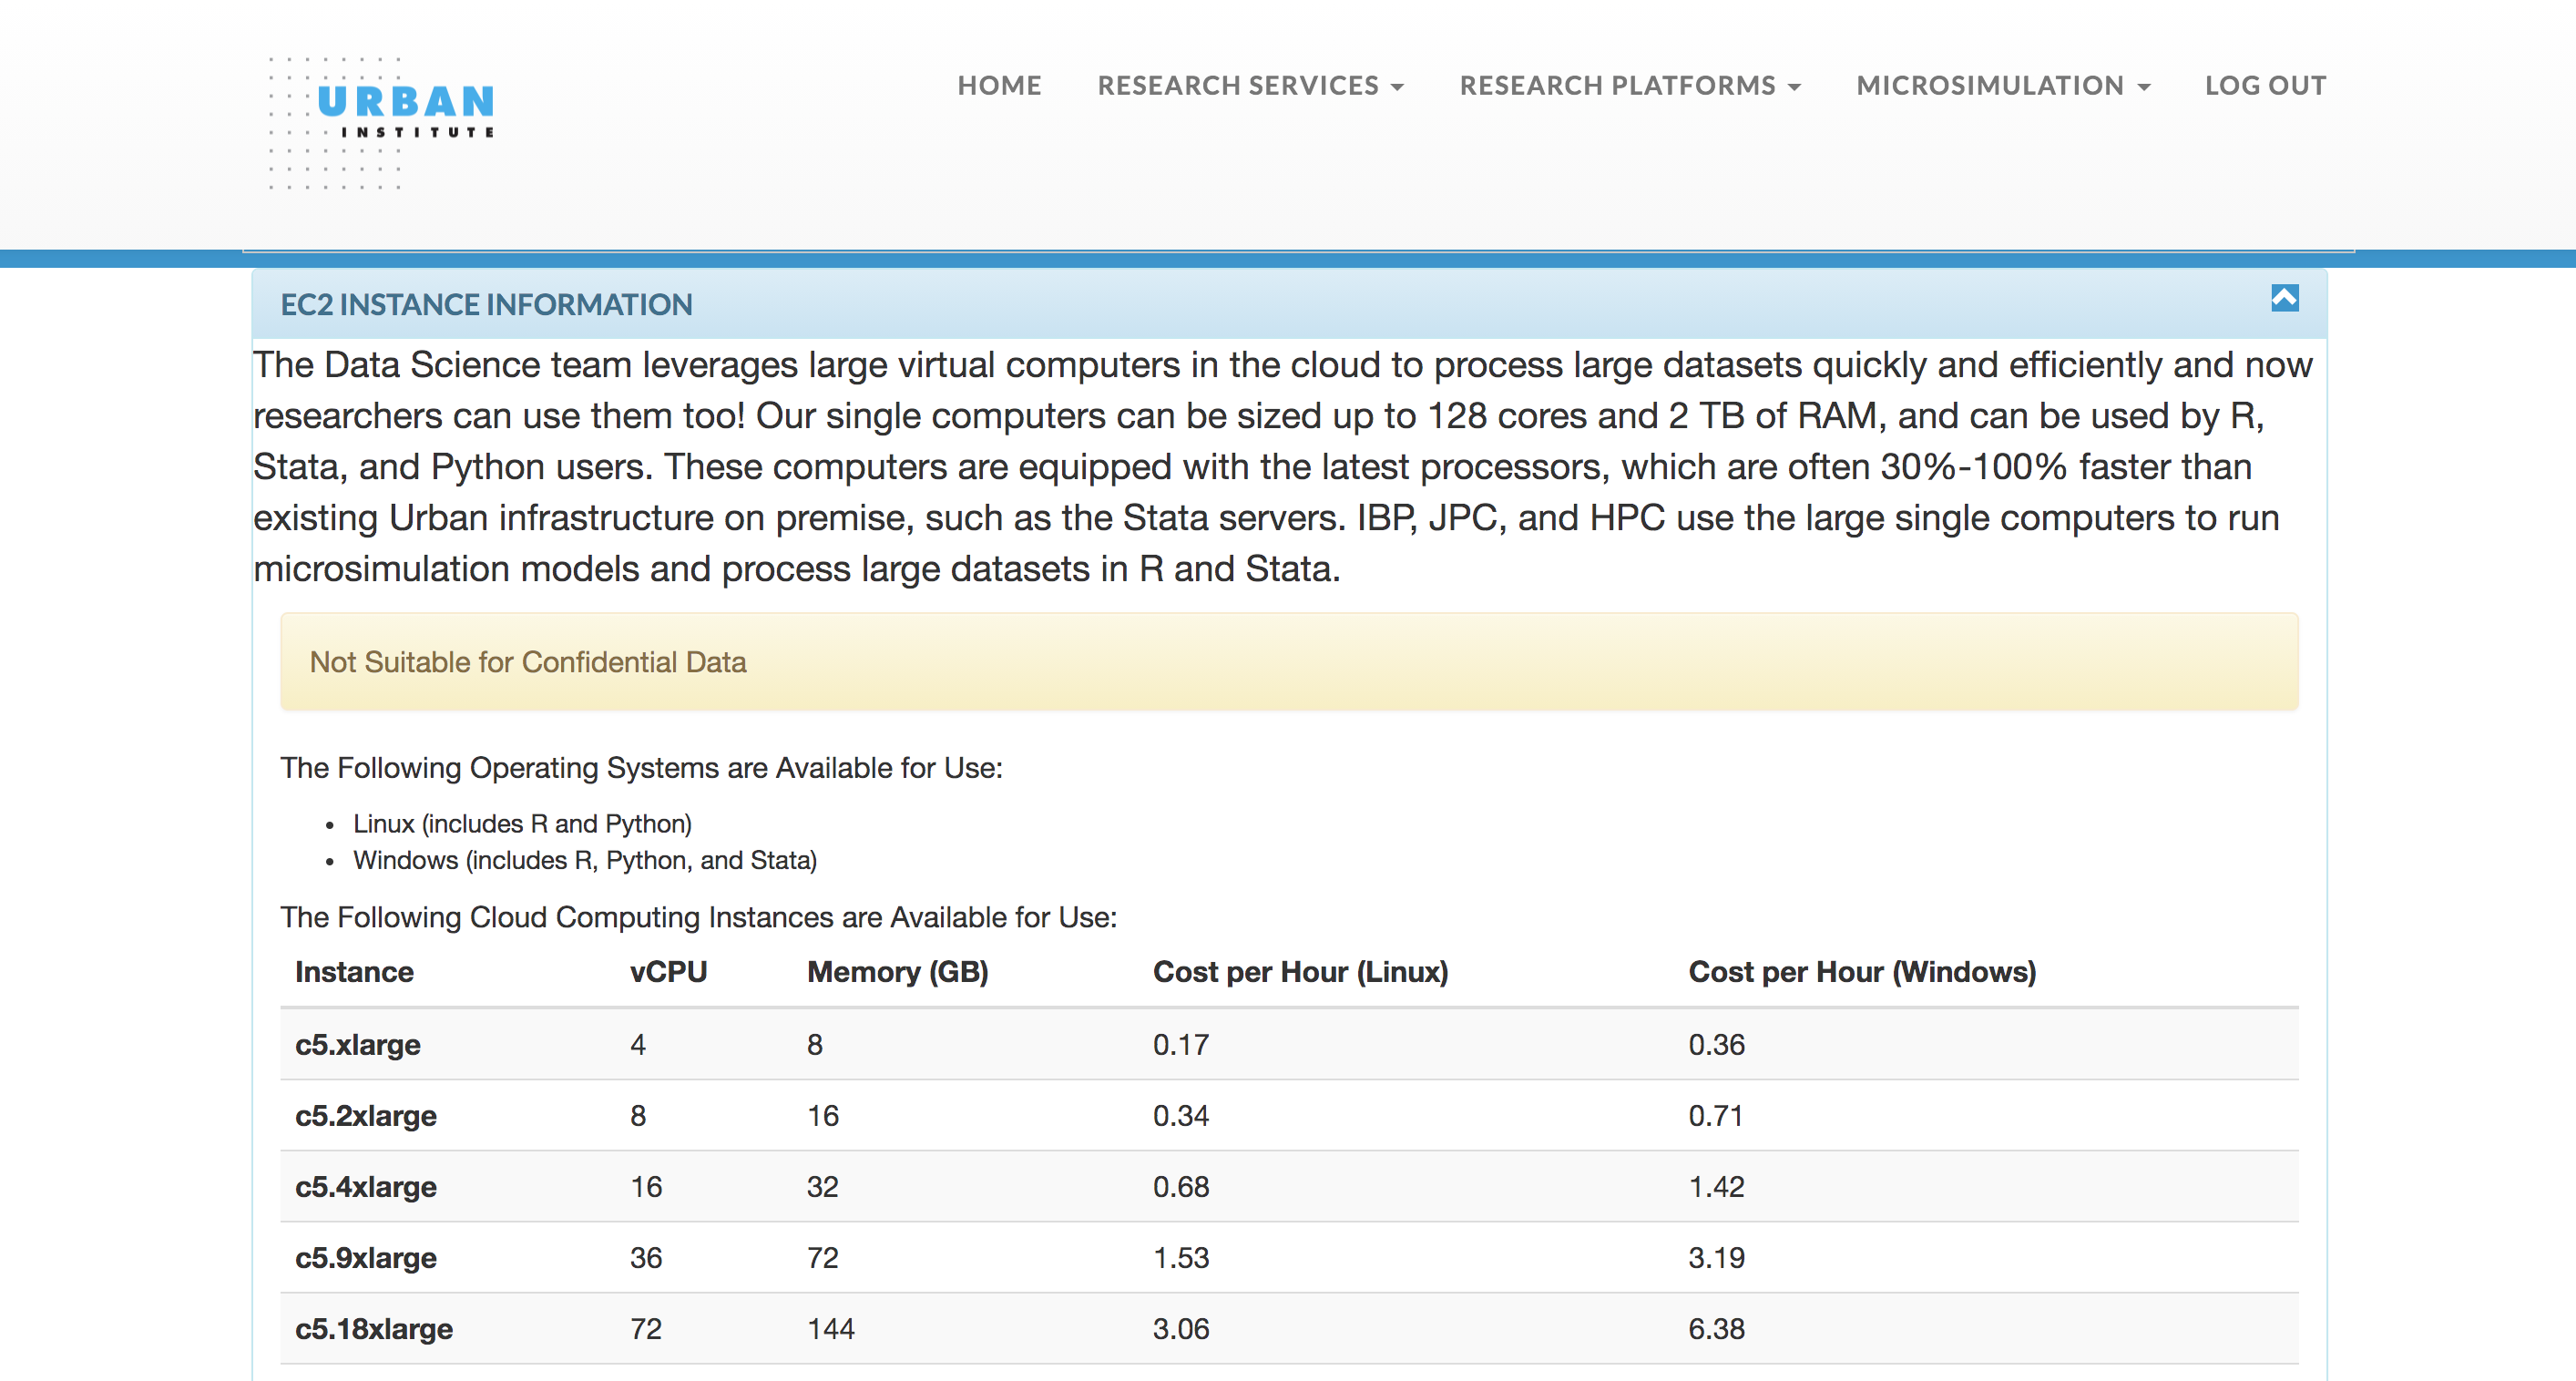 URBAN
INSTITUTE
HOME RESEARCH SERVICES RESEARCH PLATFORMS MICROSIMULATION LOG OUT
EC2 INSTANCE INFORMATION
The Data Science team leverages large virtual computers in the cloud to process large datasets quickly and efficiently and now
researchers can use them too! Our single computers can be sized up to 128 cores and 2 TB of RAM, and can be used by R,
Stata, and Python users. These computers are equipped with the latest processors, which are often 30%-100% faster than
existing Urban infrastructure on premise, such as the Stata servers. IBP, JPC, and HPC use the large single computers to run
microsimulation models and process large datasets in R and Stata.
Not Suitable for Confidential Data
The Following Operating Systems are Available for Use:
• Linux (includes R and Python)
• Windows (includes R, Python, and Stata)
The Following Cloud Computing Instances are Available for Use:
Instance vCPU Memory (GB) Cost per Hour (Linux) Cost per Hour (Windows)
c5.xlarge 4 8 0.17 0.36
c5.2xlarge 8 16 0.34 0.71
c5.4xlarge 16 32 0.68 1.42
c5.9xlarge 36 72 1.53 3.19
c5.18xlarge 72 144 3.06 6.38